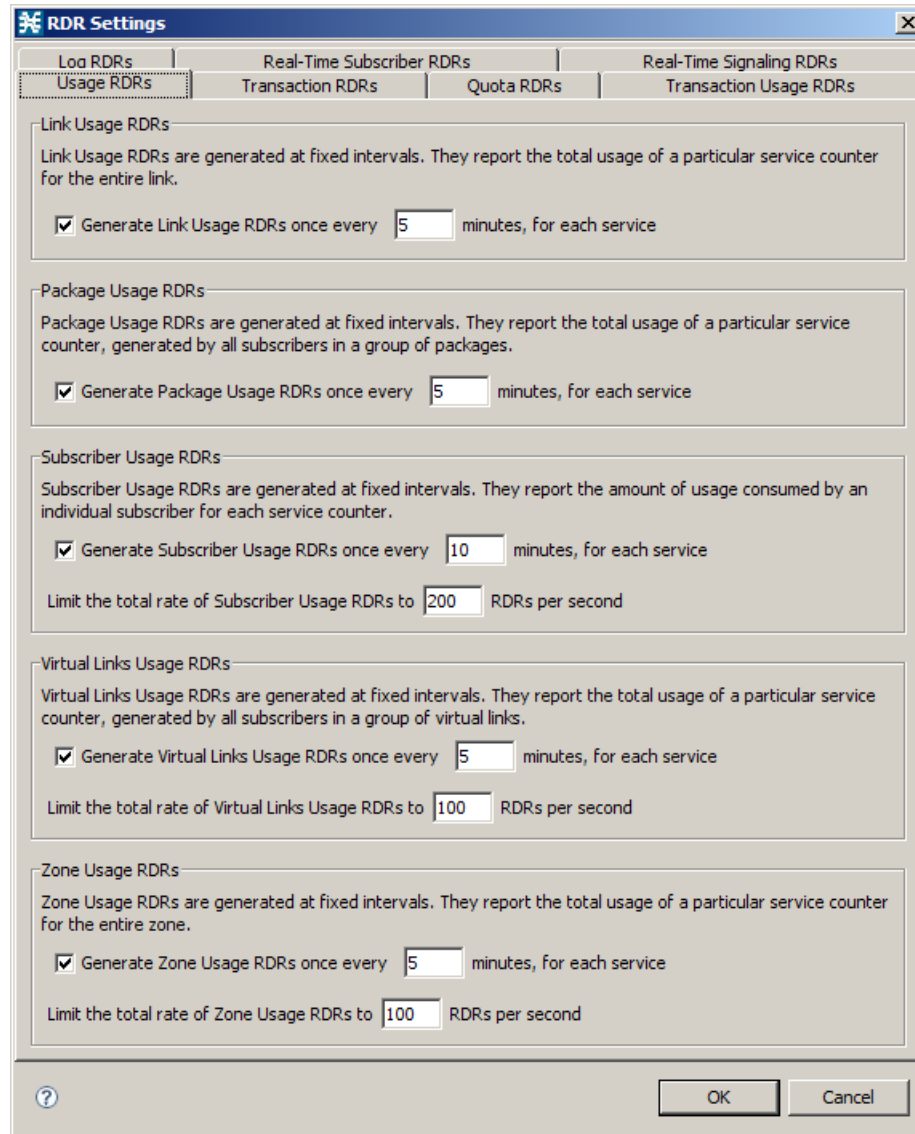 RDR Settings
Log RDRs
Real-Time Subscriber RDRs
Real-Time Signaling RDRs
Usage RDRs
Transaction RDRs
Quota RDRs
Transaction Usage RDRs
Link Usage RDRs
Link Usage RDRs are generated at fixed intervals. They report the total usage of a particular service counter
for the entire link.
Generate Link Usage RDRs once every 5 minutes, for each service
Package Usage RDRs
Package Usage RDRs are generated at fixed intervals. They report the total usage of a particular service
counter, generated by all subscribers in a group of packages.
Generate Package Usage RDRs once every 5 minutes, for each service
Subscriber Usage RDRs
Subscriber Usage RDRs are generated at fixed intervals. They report the amount of usage consumed by an
individual subscriber for each service counter.
Generate Subscriber Usage RDRs once every 10 minutes, for each service
Limit the total rate of Subscriber Usage RDRs to 200 RDRs per second
Virtual Links Usage RDRs
Virtual Links Usage RDRs are generated at fixed intervals. They report the total usage of a particular service
counter, generated by all subscribers in a group of virtual links.
Generate Virtual Links Usage RDRs once every 5 minutes, for each service
Limit the total rate of Virtual Links Usage RDRs to 100 RDRs per second
Zone Usage RDRs
Zone Usage RDRs are generated at fixed intervals. They report the total usage of a particular service counter
for the entire zone.
Generate Zone Usage RDRs once every 5 minutes, for each service
Limit the total rate of Zone Usage RDRs to 100 RDRs per second
?
OK
Cancel